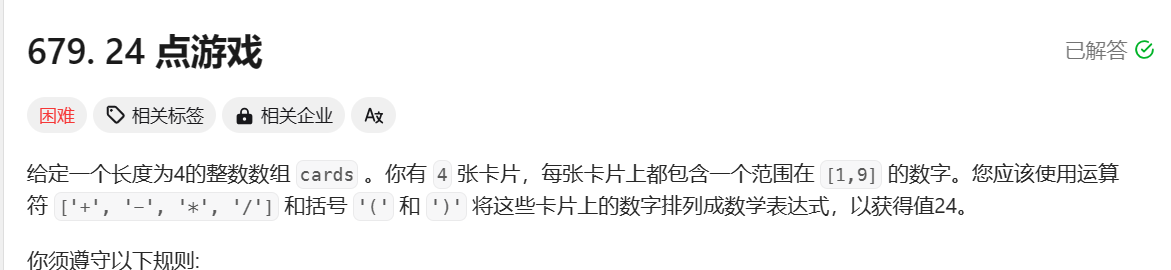 679. 24 点游戏
已解答
困难 相关标签 相关企业
给定一个长度为4的整数数组 cards 。你有 4 张卡片，每张卡片上都包含一个范围在 [1,9] 的数字。您应该使用运算
符 ['+', '-', '*', '/'] 和括号 '(' 和 ')' 将这些卡片上的数字排列成数学表达式，以获得值24。
你须遵守以下规则: